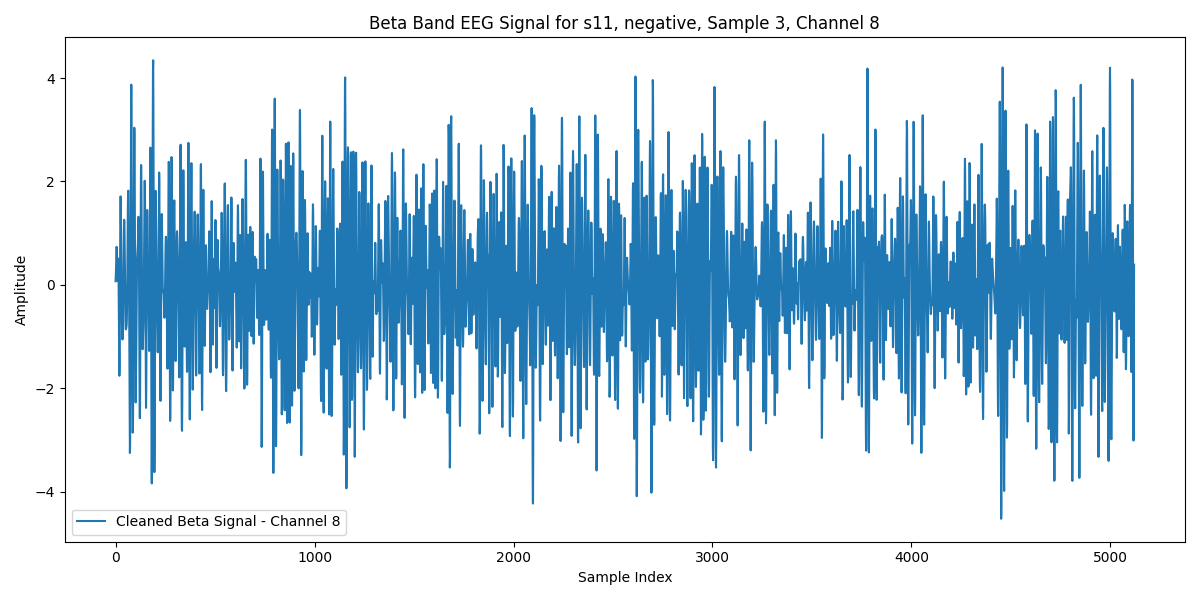 Beta Band EEG Signal for s11, negative, Sample 3, Channel 8
Amplitude
4
2
0
−2
−4
Cleaned Beta Signal - Channel 8
0 1000 2000 3000 4000 5000
Sample Index